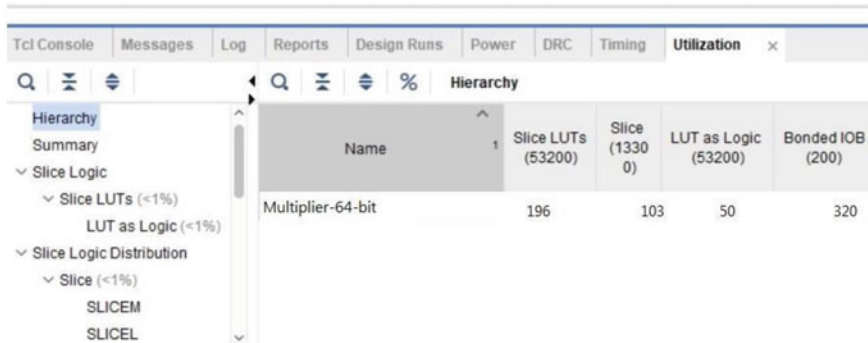 Tcl Console Messages Log Reports Design Runs Power DRC Timing Utilization ×
% Hierarchy
Hierarchy
Summary
Slice Logic
Slice LUTs (<1%)
LUT as Logic (<1%)
Slice Logic Distribution
Slice (<1%)
SLICEM
SLICEL
Name 1
Slice LUTs
(53200)
Slice
(1330
0)
LUT as Logic
(53200)
Bonded IOB
(200)
Multiplier-64-bit 196 103 50 320